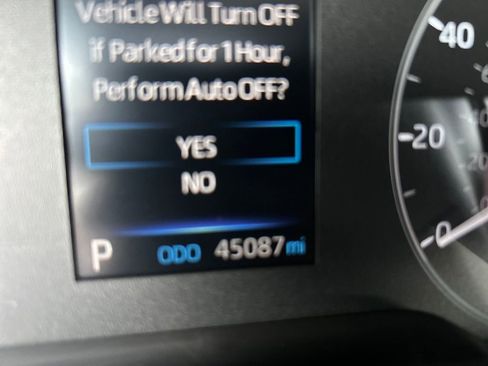 Vehicle Will Turn OFF
if Parked for 1 Hour,
Perform Auto OFF?
YES
NO
P ODO 45087 mi
40
20
0